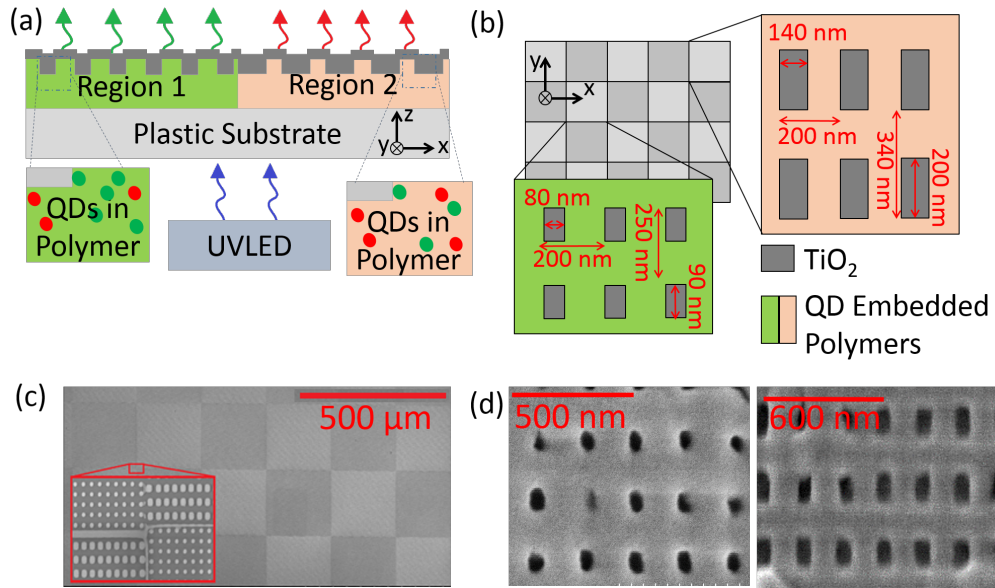 (a)
Region 1
Region 2
Plastic Substrate
z
y
x
QDs in
Polymer
UVLED
QDs in
Polymer
(b)
y
x
140 nm
200 nm
340 nm
200 nm
80 nm
200 nm
250 nm
90 nm
TiO2
QD Embedded
Polymers
(c)
500 μm
(d)
500 nm
600 nm